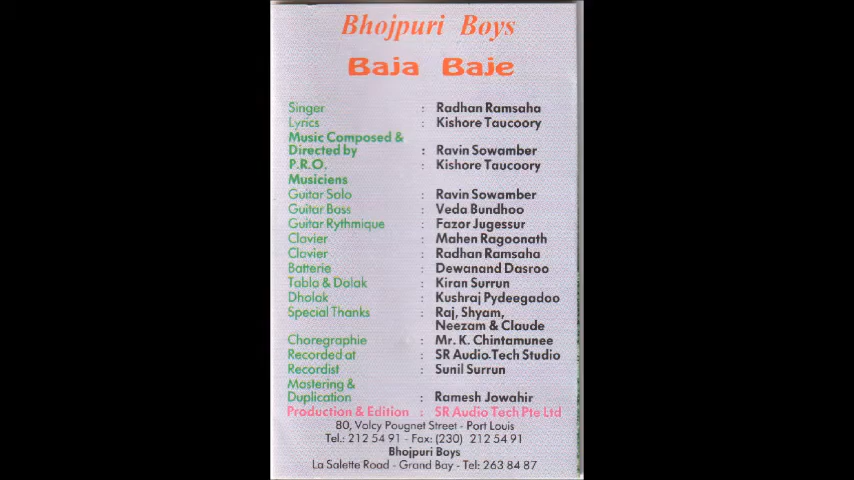 Bhojpuri Boys
Baja Baje
Singer : Radhan Ramsaha
Lyrics : Kishore Taucoory
Music Composed &
Directed by : Ravin Sowamber
P.R.O. : Kishore Taucoory
Musiciens
Guitar Solo : Ravin Sowamber
Guitar Bass : Veda Bundhoo
Guitar Rythmique : Fazor Jugessur
Clavier : Mahen Ragoonath
Clavier : Radhan Ramsaha
Batterie : Dewanand Dasroo
Tabla & Dolak : Kiran Surrun
Dholak : Kushraj Pydeegadoo
Special Thanks : Raj, Shyam,
Neezam & Claude
Choregraphie : Mr. K. Chintamunee
Recorded at : SR Audio.Tech Studio
Recordist : Sunil Surrun
Mastering &
Duplication : Ramesh Jowahir
Production & Edition : SR Audio Tech Pte Ltd
80, Volcy Pougnet Street - Port Louis
Tel.: 212 54 91 - Fax: (230) 212 54 91
Bhojpuri Boys
La Salette Road - Grand Bay - Tel: 263 84 87